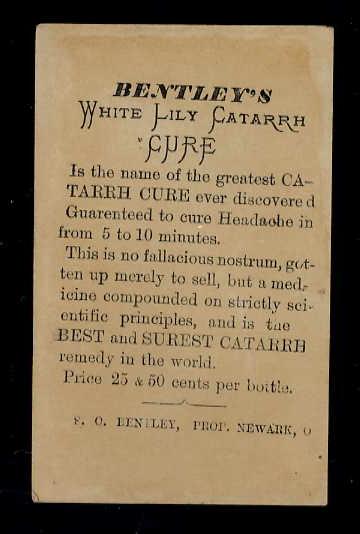 BENTLEY'S
WHITE LILY CATARRH
CURE
Is the name of the greatest CA-
TARRH CURE ever discovered
Guarenteed to cure Headache in
from 5 to 10 minutes.
This is no fallacious nostrum, got-
ten up merely to sell, but a med-
icine compounded on strictly sci-
entific principles, and is the
BEST and SUREST CATARRH
remedy in the world.
Price 25 & 50 cents per bottle.
S. O. BENTLEY, PROP. NEWARK, O